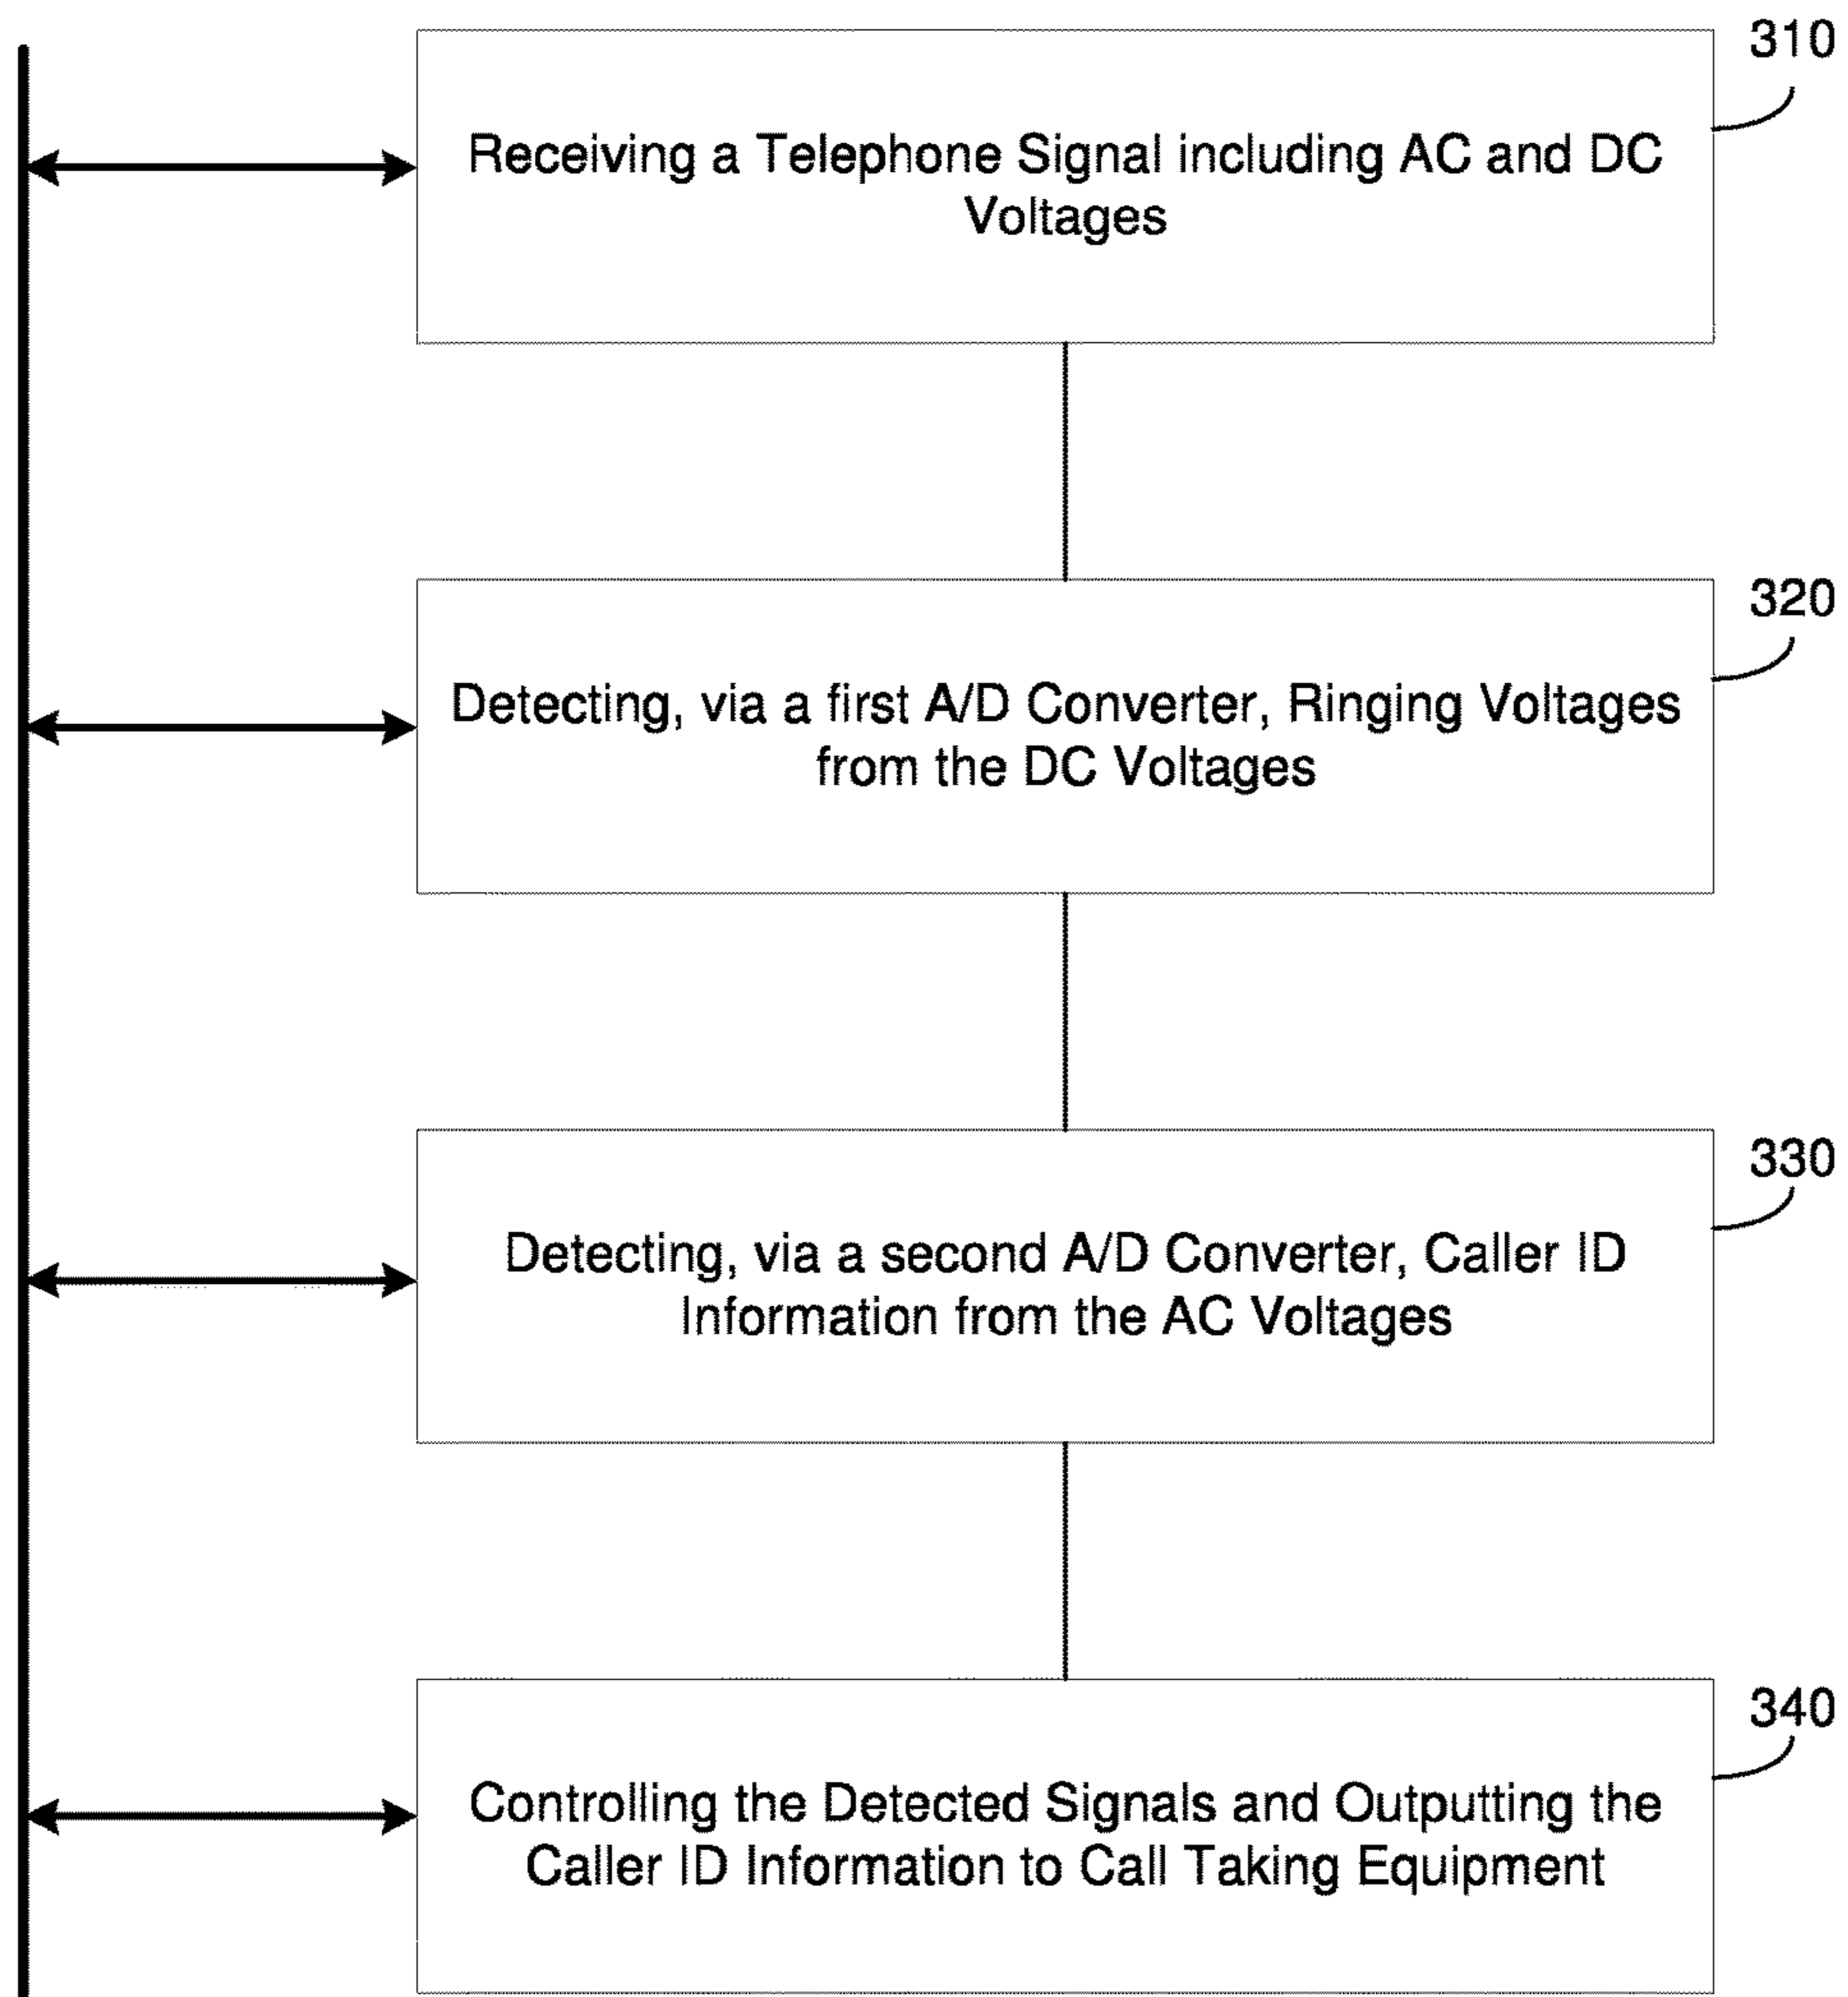 310
Receiving a Telephone Signal including AC and DC
Voltages
320
Detecting, via a first A/D Converter, Ringing Voltages
from the DC Voltages
330
Detecting, via a second A/D Converter, Caller ID
Information from the AC Voltages
340
Controlling the Detected Signals and Outputting the
Caller ID Information to Call Taking Equipment